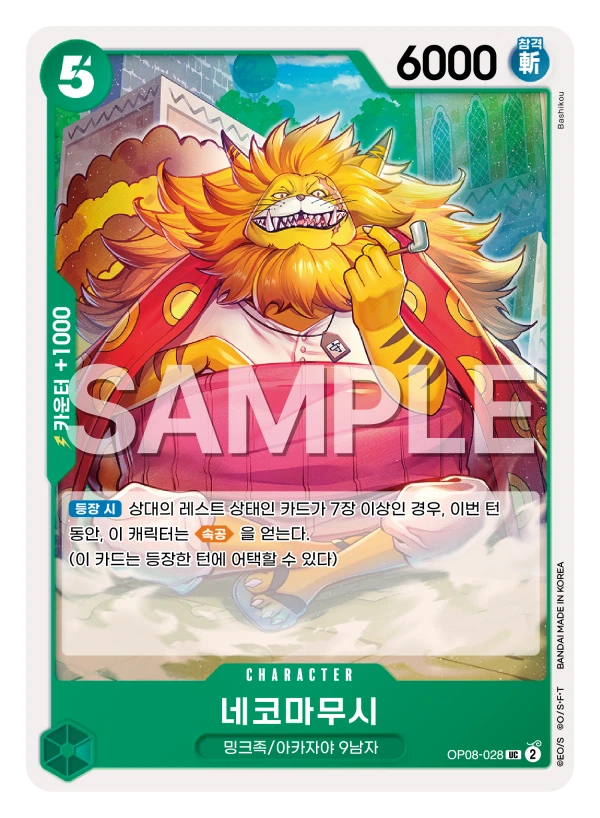 5
6000
참격
斬
Bashikou
카운터 +1000
SAMPLE
등장 시 상대의 레스트 상태인 카드가 7장 이상인 경우, 이번 턴
동안, 이 캐릭터는 속공 을 얻는다.
(이 카드는 등장한 턴에 어택할 수 있다)
CHARACTER
네코마무시
밍크족/아카자야 9남자
OP08-028 UC 2
©EO/S ©O/S·F·T BANDAI MADE IN KOREA